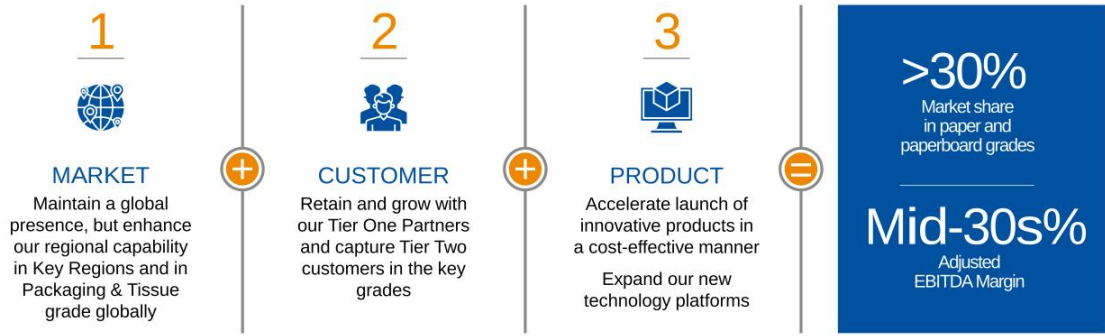 1
MARKET
Maintain a global
presence, but enhance
our regional capability
in Key Regions and in
Packaging & Tissue
grade globally
+
2
CUSTOMER
Retain and grow with
our Tier One Partners
and capture Tier Two
customers in the key
grades
+
3
PRODUCT
Accelerate launch of
innovative products in
a cost-effective manner
Expand our new
technology platforms
=
>30%
Market share
in paper and
paperboard grades
Mid-30s%
Adjusted
EBITDA Margin